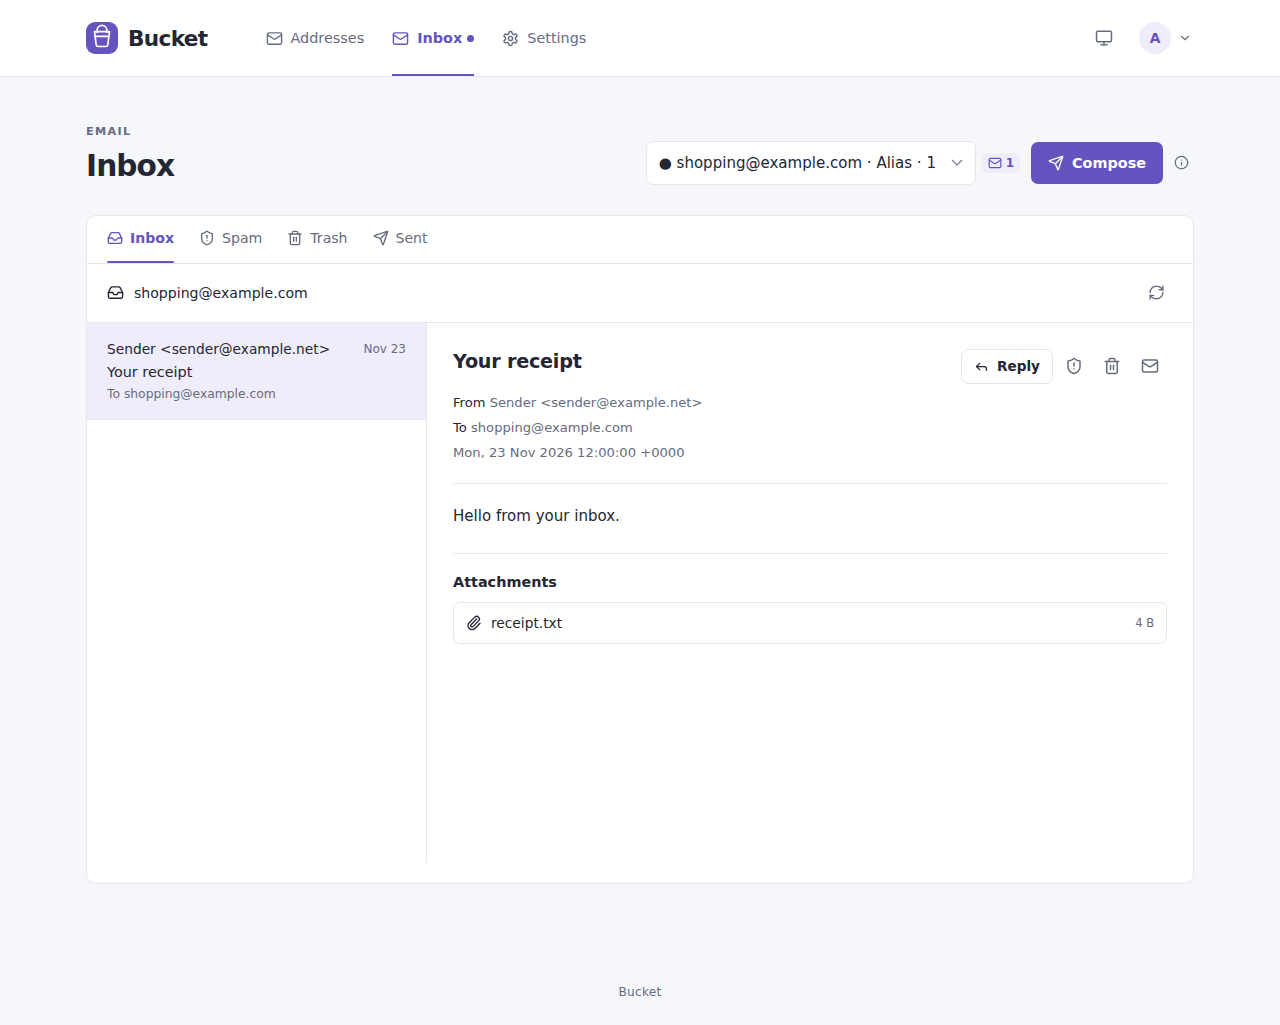 Bucket
Addresses
Inbox
Settings
A
EMAIL
Inbox
● shopping@example.com · Alias · 1
1
Compose
Inbox
Spam
Trash
Sent
shopping@example.com
Sender <sender@example.net>
Nov 23
Your receipt
To shopping@example.com
Your receipt
Reply
From Sender <sender@example.net>
To shopping@example.com
Mon, 23 Nov 2026 12:00:00 +0000
Hello from your inbox.
Attachments
receipt.txt
4 B
Bucket